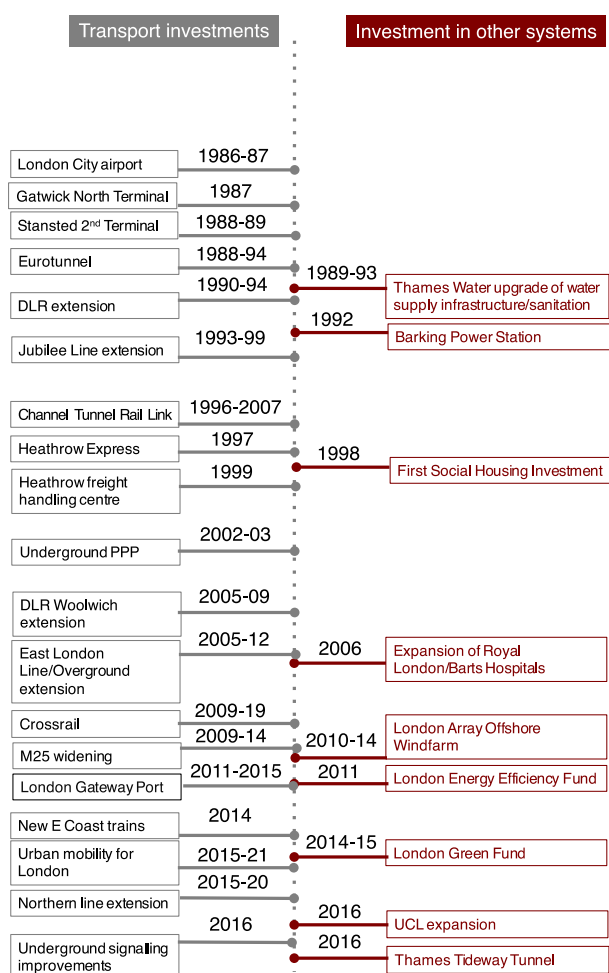 Transport investments
Investment in other systems
London City airport
1986-87
Gatwick North Terminal
1987
Stansted 2nd Terminal
1988-89
Eurotunnel
1988-94
1989-93
Thames Water upgrade of water
supply infrastructure/sanitation
DLR extension
1990-94
1992
Barking Power Station
Jubilee Line extension
1993-99
Channel Tunnel Rail Link
1996-2007
Heathrow Express
1997
1998
First Social Housing Investment
Heathrow freight
handling centre
1999
Underground PPP
2002-03
DLR Woolwich
extension
2005-09
East London
Line/Overground
extension
2005-12
2006
Expansion of Royal
London/Barts Hospitals
Crossrail
2009-19
M25 widening
2009-14
2010-14
London Array Offshore
Windfarm
London Gateway Port
2011-2015
2011
London Energy Efficiency Fund
New E Coast trains
2014
2014-15
London Green Fund
Urban mobility for
London
2015-21
Northern line extension
2015-20
2016
UCL expansion
Underground signalling
improvements
2016
2016
Thames Tideway Tunnel